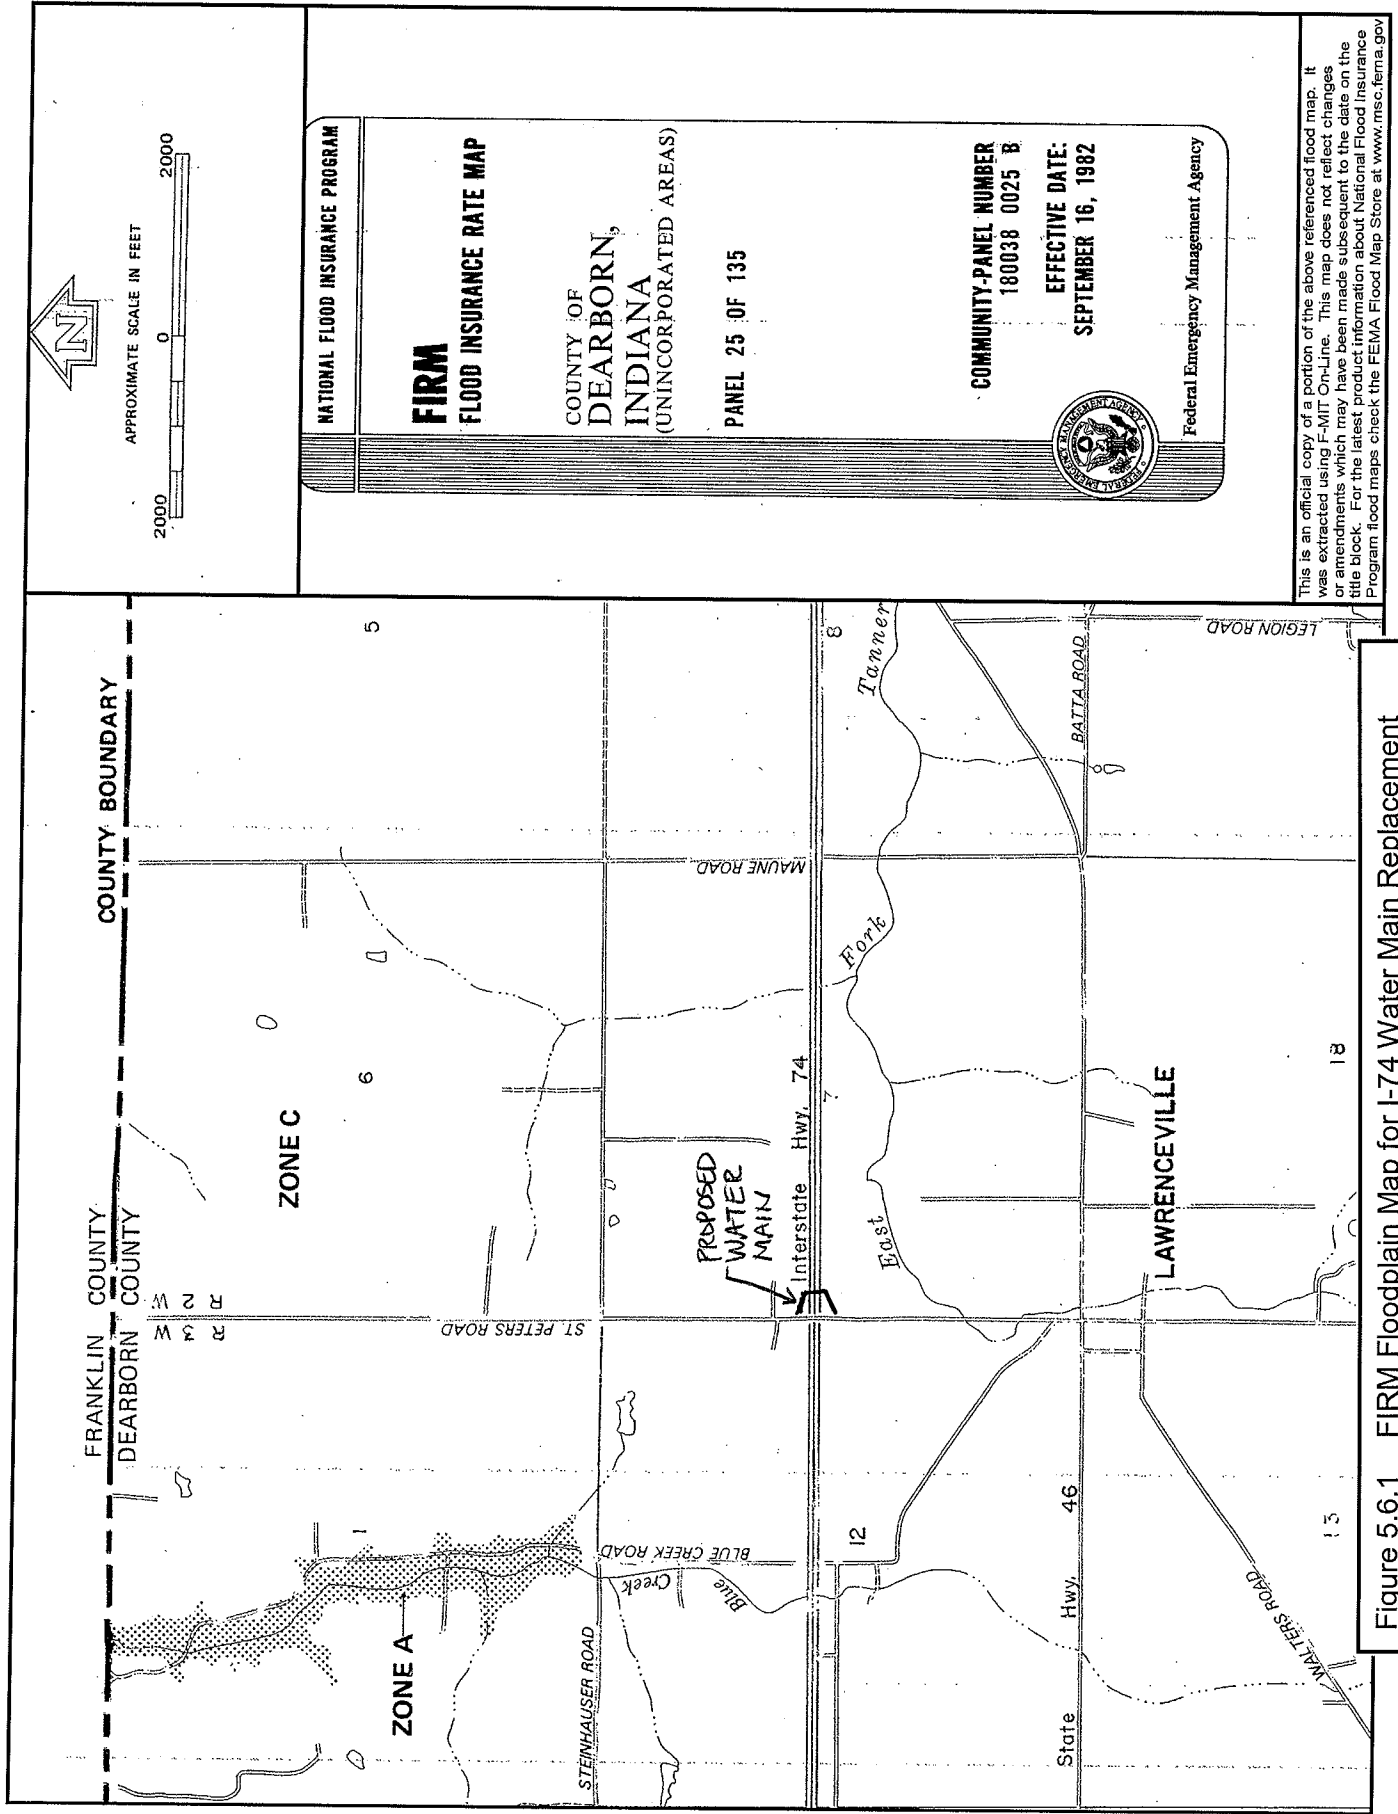 N
APPROXIMATE SCALE IN FEET
2000
0
2000
NATIONAL FLOOD INSURANCE PROGRAM
FIRM
FLOOD INSURANCE RATE MAP
COUNTY OF
DEARBORN,
INDIANA
(UNINCORPORATED AREAS)
PANEL 25 OF 135
COMMUNITY-PANEL NUMBER
180038 0025 B
EFFECTIVE DATE:
SEPTEMBER 16, 1982
FEDERAL EMERGENCY MANAGEMENT AGENCY
Federal Emergency Management Agency
This is an official copy of a portion of the above referenced flood map. It
was extracted using F-MIT On-Line. This map does not reflect changes
or amendments which may have been made subsequent to the date on the
title block. For the latest product information about National Flood Insurance
Program flood maps check the FEMA Flood Map Store at www.msc.fema.gov
COUNTY BOUNDARY
FRANKLIN COUNTY
DEARBORN COUNTY
R 3 W
R 2 W
5
ZONE C
6
1
ZONE A
ST. PETERS ROAD
MAUNE ROAD
STEINHAUSER ROAD
BLUE CREEK ROAD
Blue
Creek
PROPOSED
WATER
MAIN
Interstate Hwy. 74
7
8
12
East
Fork
Tanner
BATTA ROAD
LEGION ROAD
State Hwy. 46
LAWRENCEVILLE
WALTERS ROAD
13
18
Figure 5.6.1 FIRM Floodplain Map for I-74 Water Main Replacement